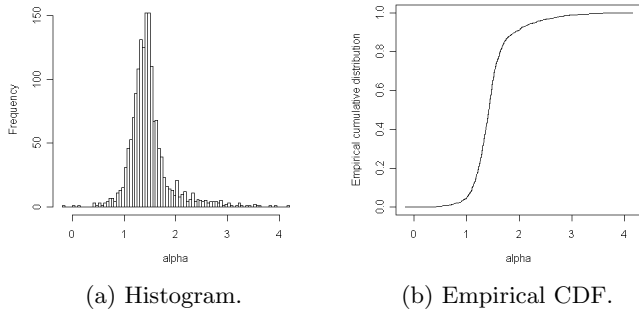 150
100
50
0
Frequency
0 1 2 3 4
alpha
(a) Histogram.
1.0
0.8
0.6
0.4
0.2
0.0
Empirical cumulative distribution
0 1 2 3 4
alpha
(b) Empirical CDF.